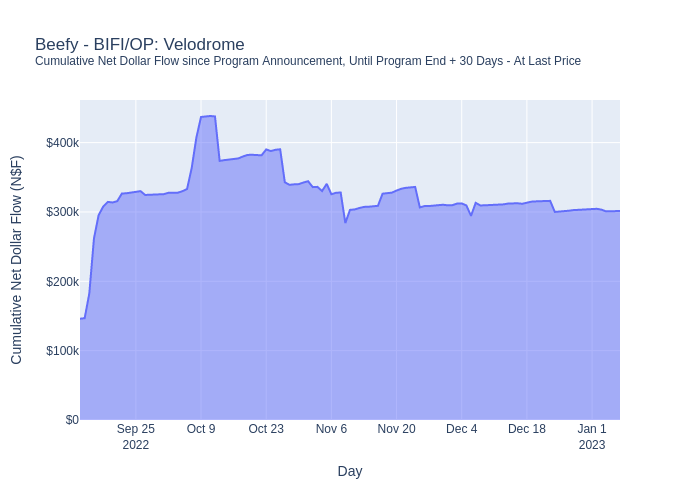 Beefy - BIFI/OP: Velodrome
Cumulative Net Dollar Flow since Program Announcement, Until Program End + 30 Days - At Last Price
Cumulative Net Dollar Flow (N$F)
$400k
$300k
$200k
$100k
$0
Sep 25 Oct 9 Oct 23 Nov 6 Nov 20 Dec 4 Dec 18 Jan 1
2022 2023
Day